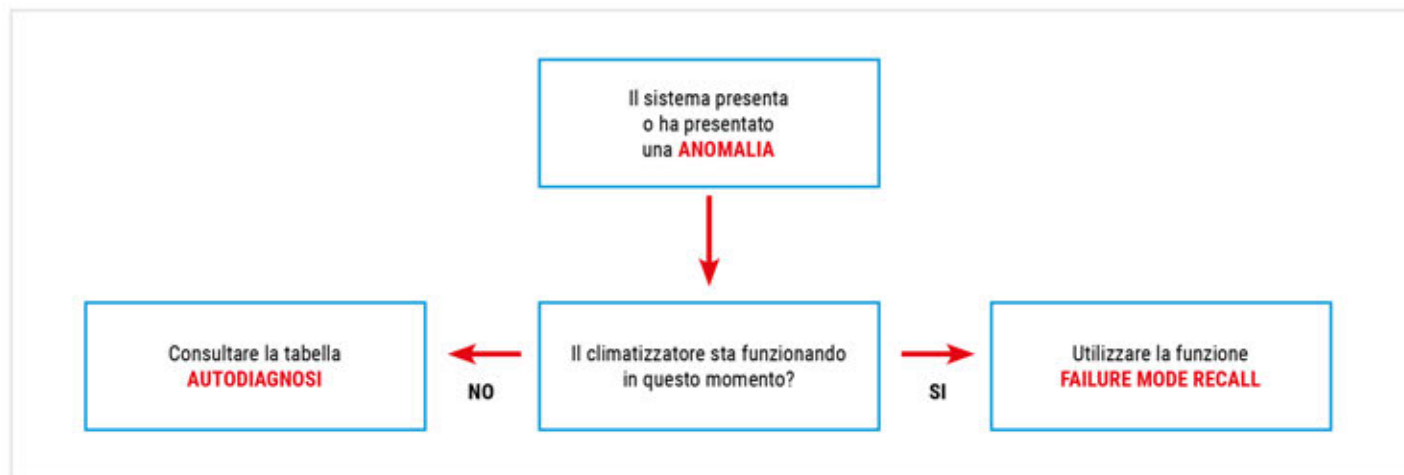 Il sistema presenta
o ha presentato
una ANOMALIA
Consultare la tabella
AUTODIAGNOSI
NO
Il climatizzatore sta funzionando
in questo momento?
SI
Utilizzare la funzione
FAILURE MODE RECALL